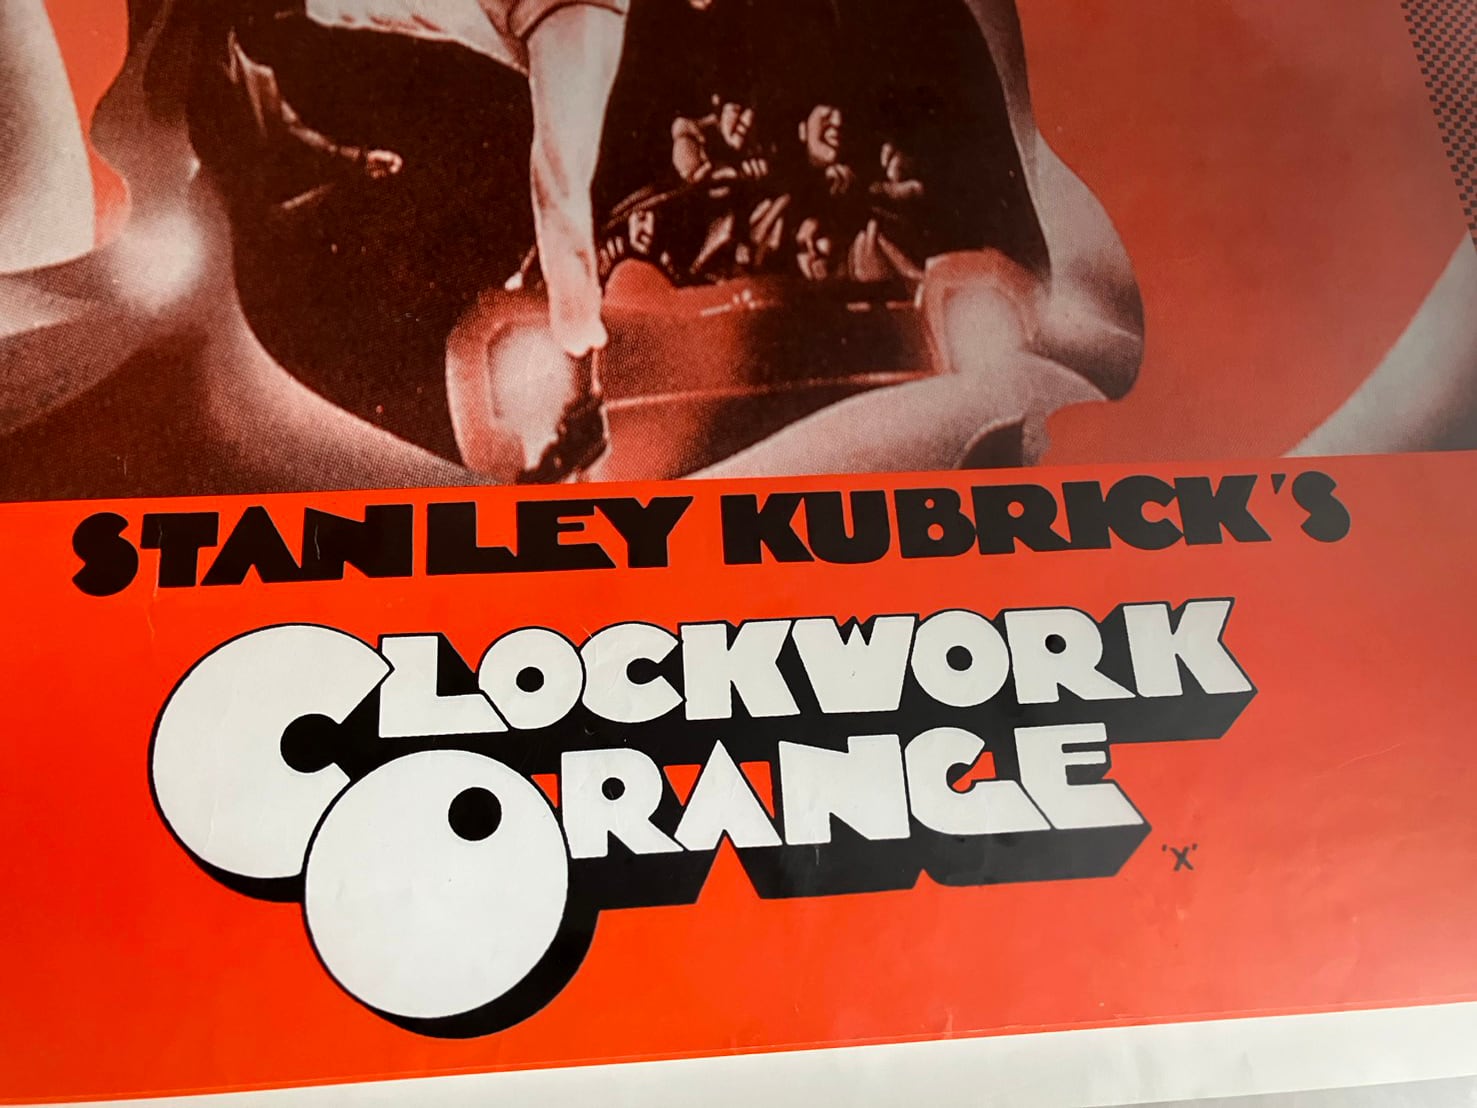 STANLEY KUBRICK'S
CLOCKWORK
ORANGE
'X'